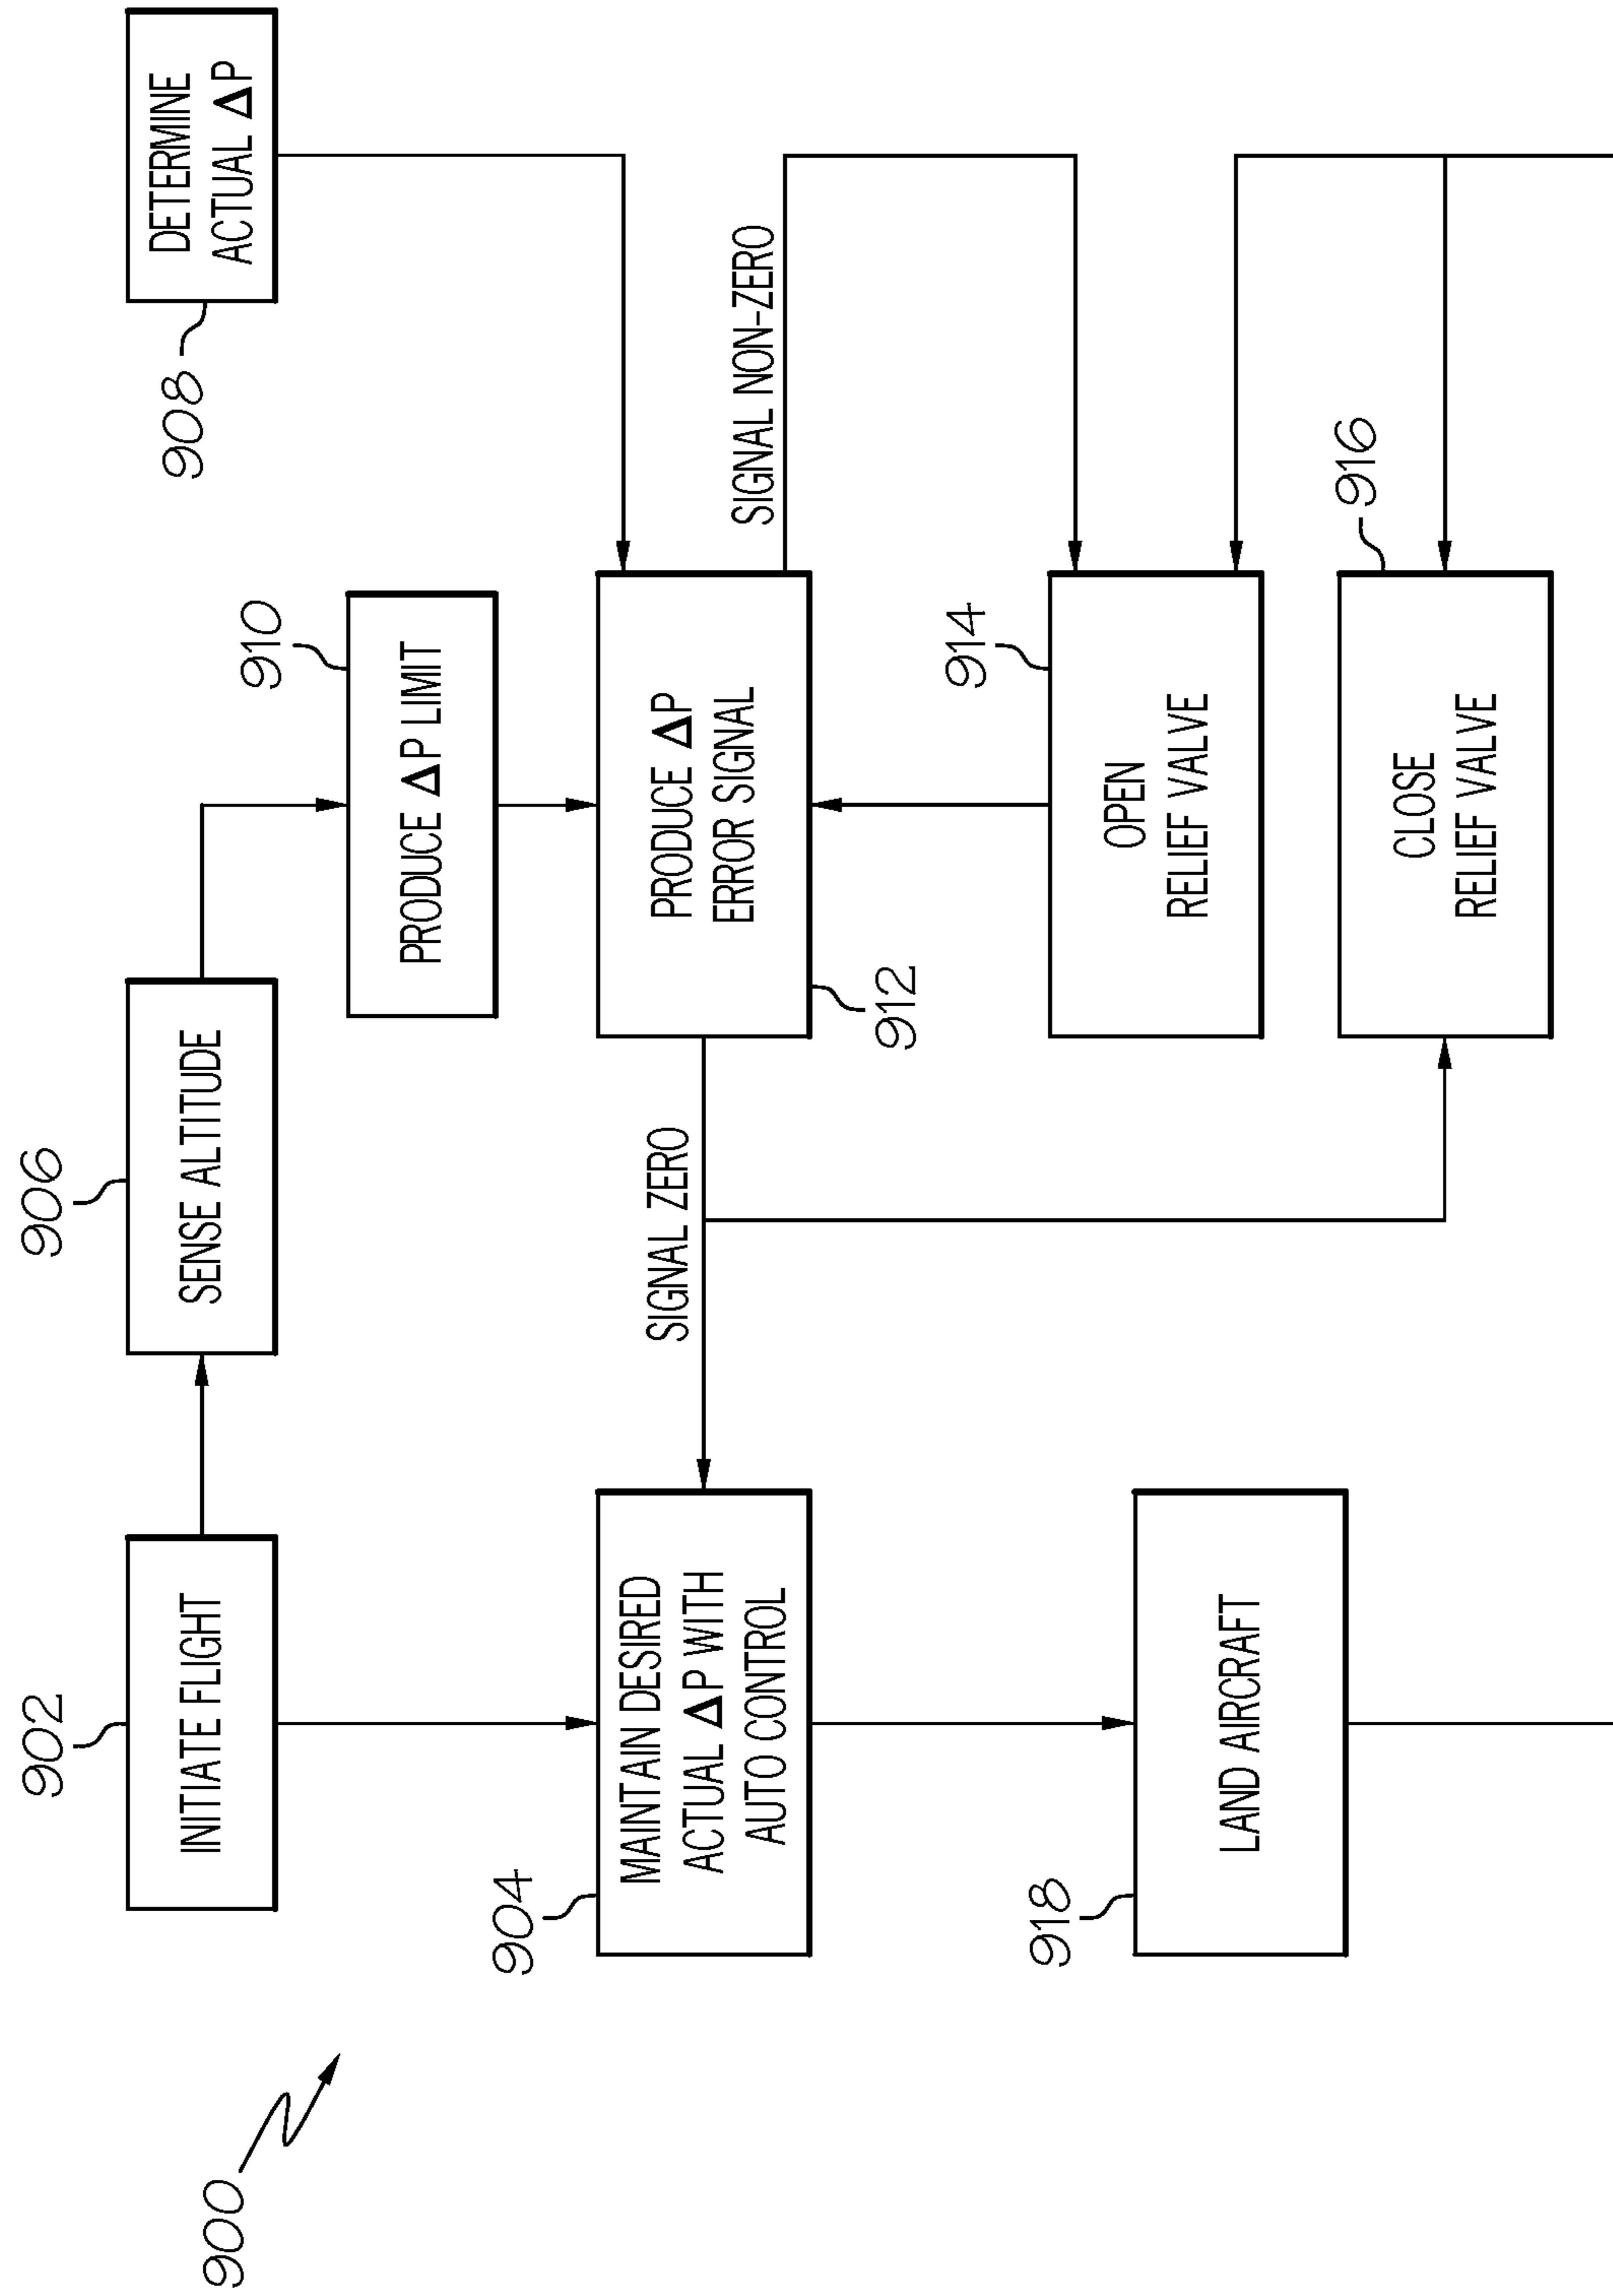 900
902
INITIATE FLIGHT
906
SENSE ALTITUDE
908
DETERMINE
ACTUAL ΔP
910
PRODUCE ΔP LIMIT
904
MAINTAIN DESIRED
ACTUAL ΔP WITH
AUTO CONTROL
SIGNAL ZERO
912
PRODUCE ΔP
ERROR SIGNAL
SIGNAL NON-ZERO
914
OPEN
RELIEF VALVE
918
LAND AIRCRAFT
916
CLOSE
RELIEF VALVE